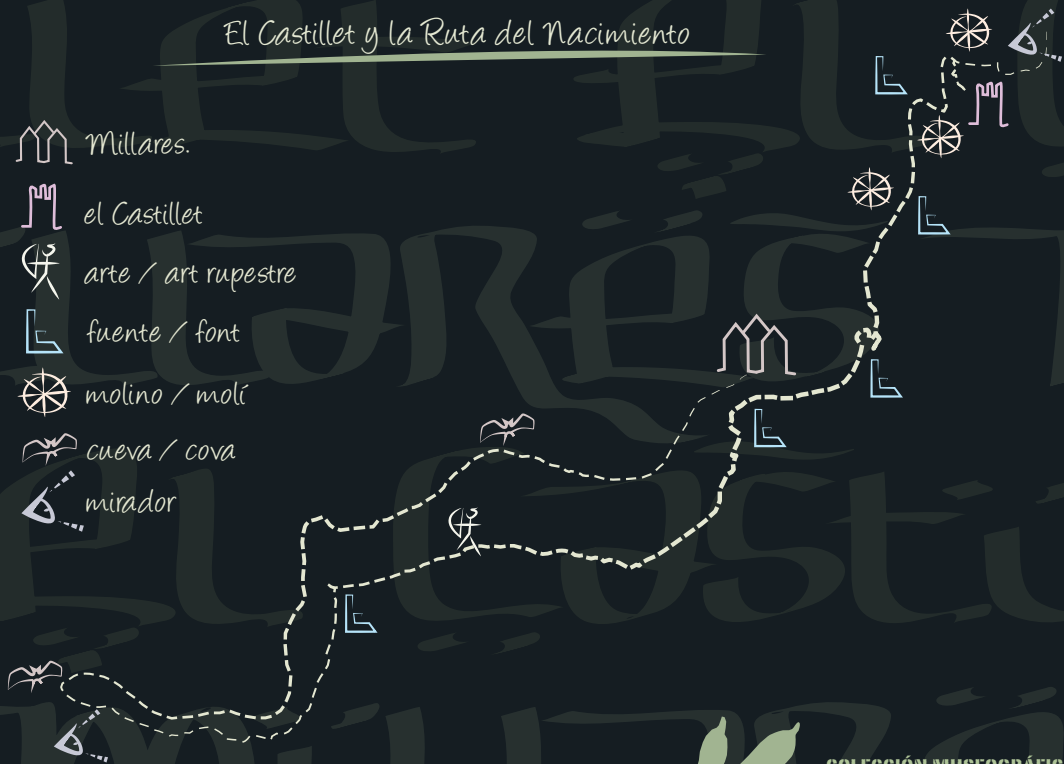 El Castillet y la Ruta del Nacimiento
Millares.
el Castillet
arte / art rupestre
fuente / font
molino / molí
cueva / cova
mirador